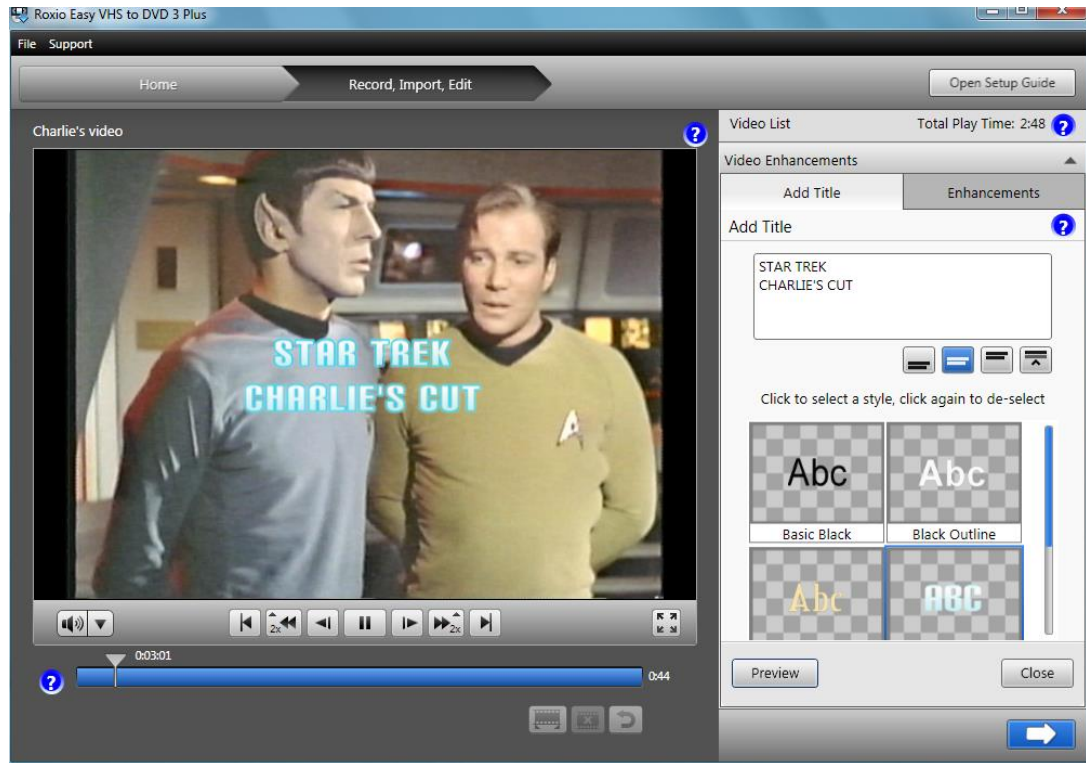 Roxio Easy VHS to DVD 3 Plus
File Support
Home
Record, Import, Edit
Open Setup Guide
Charlie's video
?
STAR TREK
CHARLIE'S CUT
2x
2x
0:03:01
?
0:44
Video List
Total Play Time: 2:48 ?
Video Enhancements
Add Title
Enhancements
Add Title
?
STAR TREK
CHARLIE'S CUT
Click to select a style, click again to de-select
Abc
Abc
Basic Black
Black Outline
Abc
ABC
Preview
Close